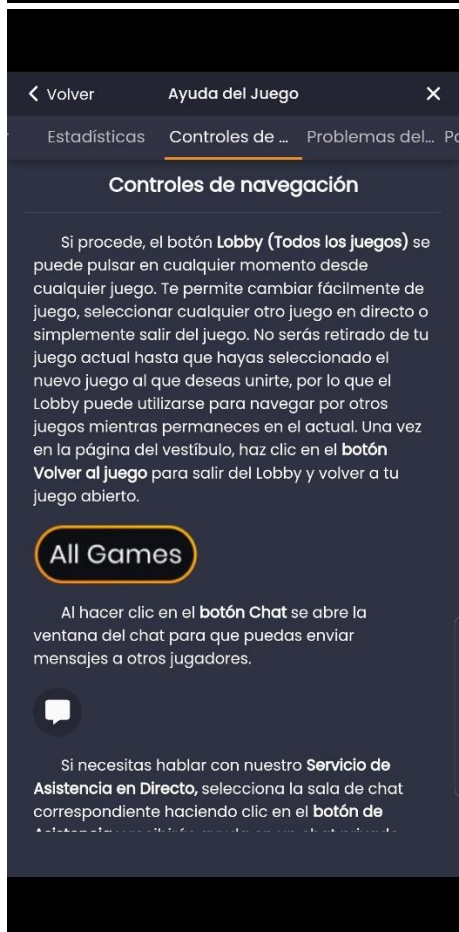 Volver
Ayuda del Juego
Estadísticas
Controles de ...
Problemas del...
Controles de navegación
Si procede, el botón Lobby (Todos los juegos) se
puede pulsar en cualquier momento desde
cualquier juego. Te permite cambiar fácilmente de
juego, seleccionar cualquier otro juego en directo o
simplemente salir del juego. No serás retirado de tu
juego actual hasta que hayas seleccionado el
nuevo juego al que deseas unirte, por lo que el
Lobby puede utilizarse para navegar por otros
juegos mientras permaneces en el actual. Una vez
en la página del vestíbulo, haz clic en el botón
Volver al juego para salir del Lobby y volver a tu
juego abierto.
All Games
Al hacer clic en el botón Chat se abre la
ventana del chat para que puedas enviar
mensajes a otros jugadores.
Si necesitas hablar con nuestro Servicio de
Asistencia en Directo, selecciona la sala de chat
correspondiente haciendo clic en el botón de